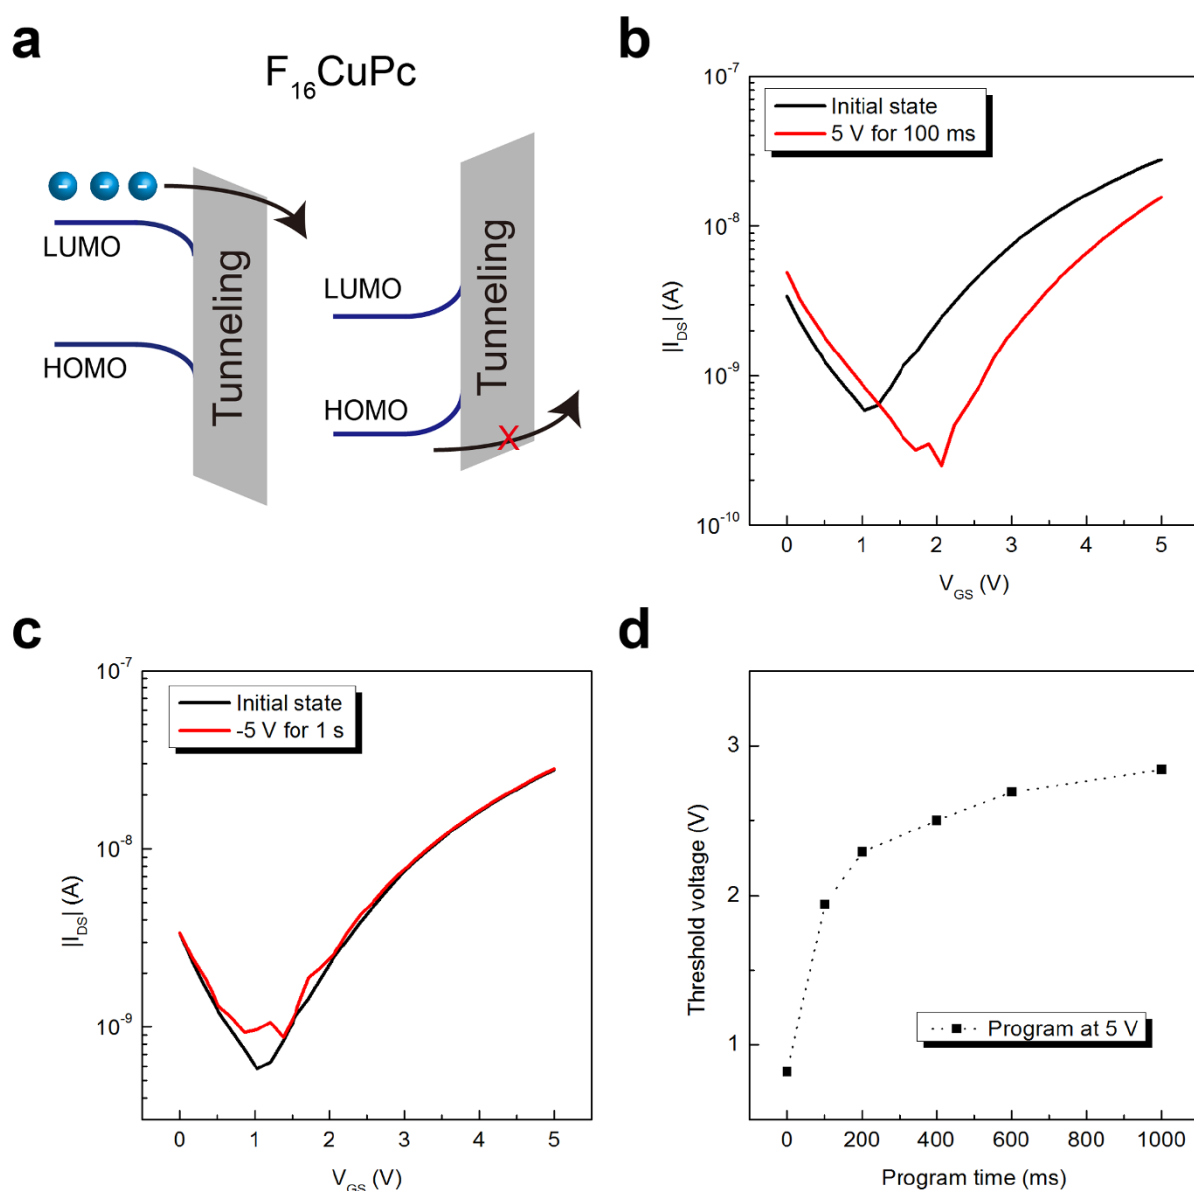 a
F16CuPc
- - -
LUMO
HOMO
Tunneling
LUMO
HOMO
Tunneling
X
b
Initial state
5 V for 100 ms
10-7
10-8
10-9
10-10
|IDS| (A)
0 1 2 3 4 5
VGS (V)
c
Initial state
-5 V for 1 s
10-7
10-8
10-9
|IDS| (A)
0 1 2 3 4 5
VGS (V)
d
3
2
1
Threshold voltage (V)
Program at 5 V
0 200 400 600 800 1000
Program time (ms)